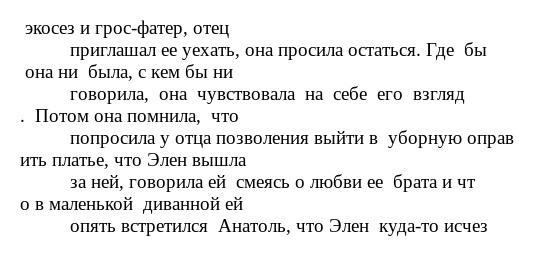 экосез и грос-фатер, отец
приглашал ее уехать, она просила остаться. Где  бы
она ни  была, с кем бы ни
говорила,  она  чувствовала  на  себе  его  взгляд
.  Потом она помнила,  что
попросила у отца позволения выйти в  уборную оправ
ить платье, что Элен вышла
за ней, говорила ей  смеясь о любви ее  брата и чт
о в маленькой  диванной ей
опять встретился  Анатоль, что Элен  куда-то исчез